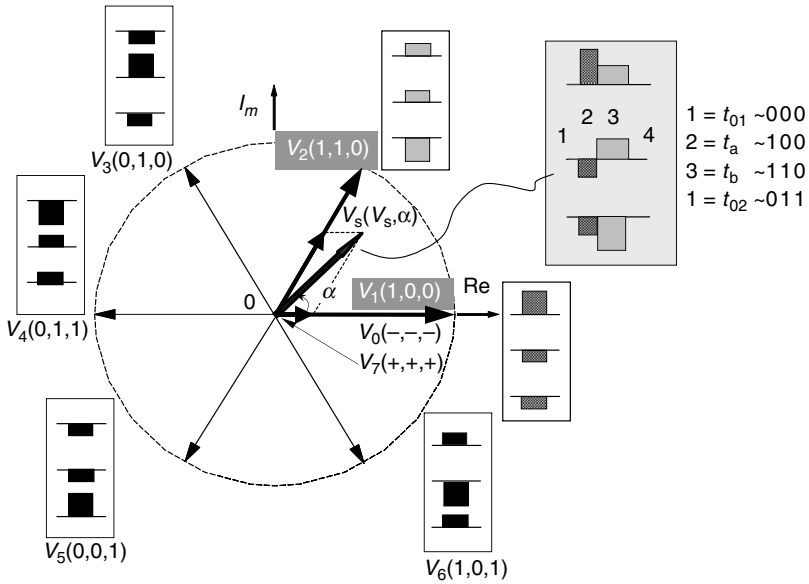 I_m
V_3(0,1,0)
V_2(1,1,0)
1 2 3 4
1 = t_01 ~000
2 = t_a ~100
3 = t_b ~110
1 = t_02 ~011
V_s(V_s,α)
α
V_1(1,0,0)
Re
0
V_0(–,–,–)
V_7(+,+,+)
V_4(0,1,1)
V_5(0,0,1)
V_6(1,0,1)